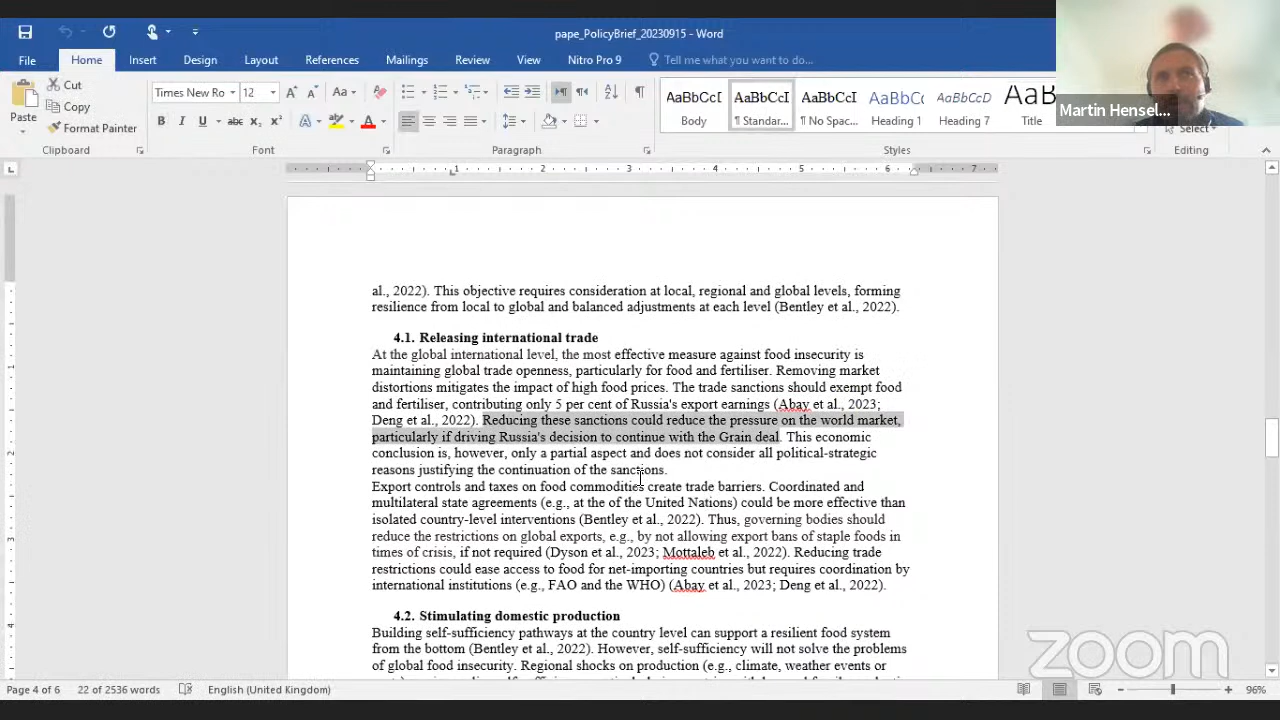 pape_PolicyBrief_20230915 - Word
File Home Insert Design Layout References Mailings Review View Nitro Pro 9 Tell me what you want to do...
Martin Hensel...
Paste
Cut
Copy
Format Painter
Clipboard
Times New Ro 12
Aa
B I U abc x₂ x²
A A
Font
Paragraph
AaBbCcI AaBbCcI AaBbCcI AaBbCc AaBbCcD AaBb
Body ¶ Standar... ¶ No Spac... Heading 1 Heading 7 Title
Styles
Select
Editing
1 2 3 4 5 6 7
al., 2022). This objective requires consideration at local, regional and global levels, forming
resilience from local to global and balanced adjustments at each level (Bentley et al., 2022).
4.1. Releasing international trade
At the global international level, the most effective measure against food insecurity is
maintaining global trade openness, particularly for food and fertiliser. Removing market
distortions mitigates the impact of high food prices. The trade sanctions should exempt food
and fertiliser, contributing only 5 per cent of Russia's export earnings (Abay et al., 2023;
Deng et al., 2022). Reducing these sanctions could reduce the pressure on the world market,
particularly if driving Russia's decision to continue with the Grain deal. This economic
conclusion is, however, only a partial aspect and does not consider all political-strategic
reasons justifying the continuation of the sanctions.
Export controls and taxes on food commodities create trade barriers. Coordinated and
multilateral state agreements (e.g., at the of the United Nations) could be more effective than
isolated country-level interventions (Bentley et al., 2022). Thus, governing bodies should
reduce the restrictions on global exports, e.g., by not allowing export bans of staple foods in
times of crisis, if not required (Dyson et al., 2023; Mottaleb et al., 2022). Reducing trade
restrictions could ease access to food for net-importing countries but requires coordination by
international institutions (e.g., FAO and the WHO) (Abay et al., 2023; Deng et al., 2022).
4.2. Stimulating domestic production
Building self-sufficiency pathways at the country level can support a resilient food system
from the bottom (Bentley et al., 2022). However, self-sufficiency will not solve the problems
of global food insecurity. Regional shocks on production (e.g., climate, weather events or
zoom
Page 4 of 6 22 of 2536 words English (United Kingdom) 96%